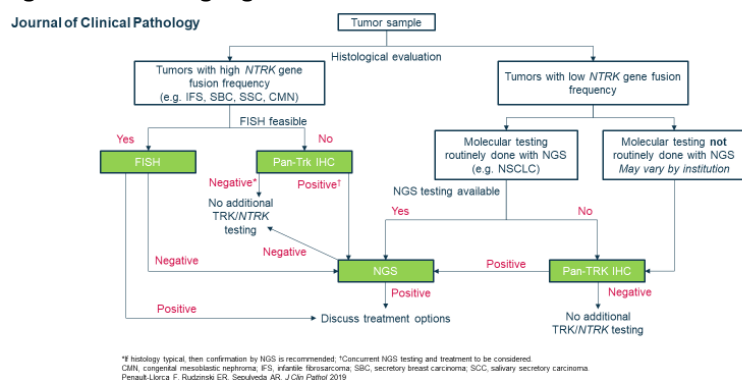 Journal of Clinical Pathology
Tumor sample
Histological evaluation
Tumors with high NTRK gene
fusion frequency
(e.g. IFS, SBC, SSC, CMN)
Tumors with low NTRK gene fusion
frequency
FISH feasible
Yes
No
FISH
Pan-Trk IHC
Molecular testing
routinely done with NGS
(e.g. NSCLC)
Molecular testing not
routinely done with NGS
May vary by institution
Negative*
Positive†
NGS testing available
No additional
TRK/NTRK
testing
Yes
No
Negative
Negative
NGS
Positive
Pan-TRK IHC
Positive
Positive
Negative
Discuss treatment options
No additional
TRK/NTRK testing
*If histology typical, then confirmation by NGS is recommended; †Concurrent NGS testing and treatment to be considered.
CMN, congenital mesoblastic nephroma; IFS, infantile fibrosarcoma; SBC, secretory breast carcinoma; SCC, salivary secretory carcinoma.
Penault-Llorca F, Rudzinski ER, Sepulveda AR. J Clin Pathol 2019